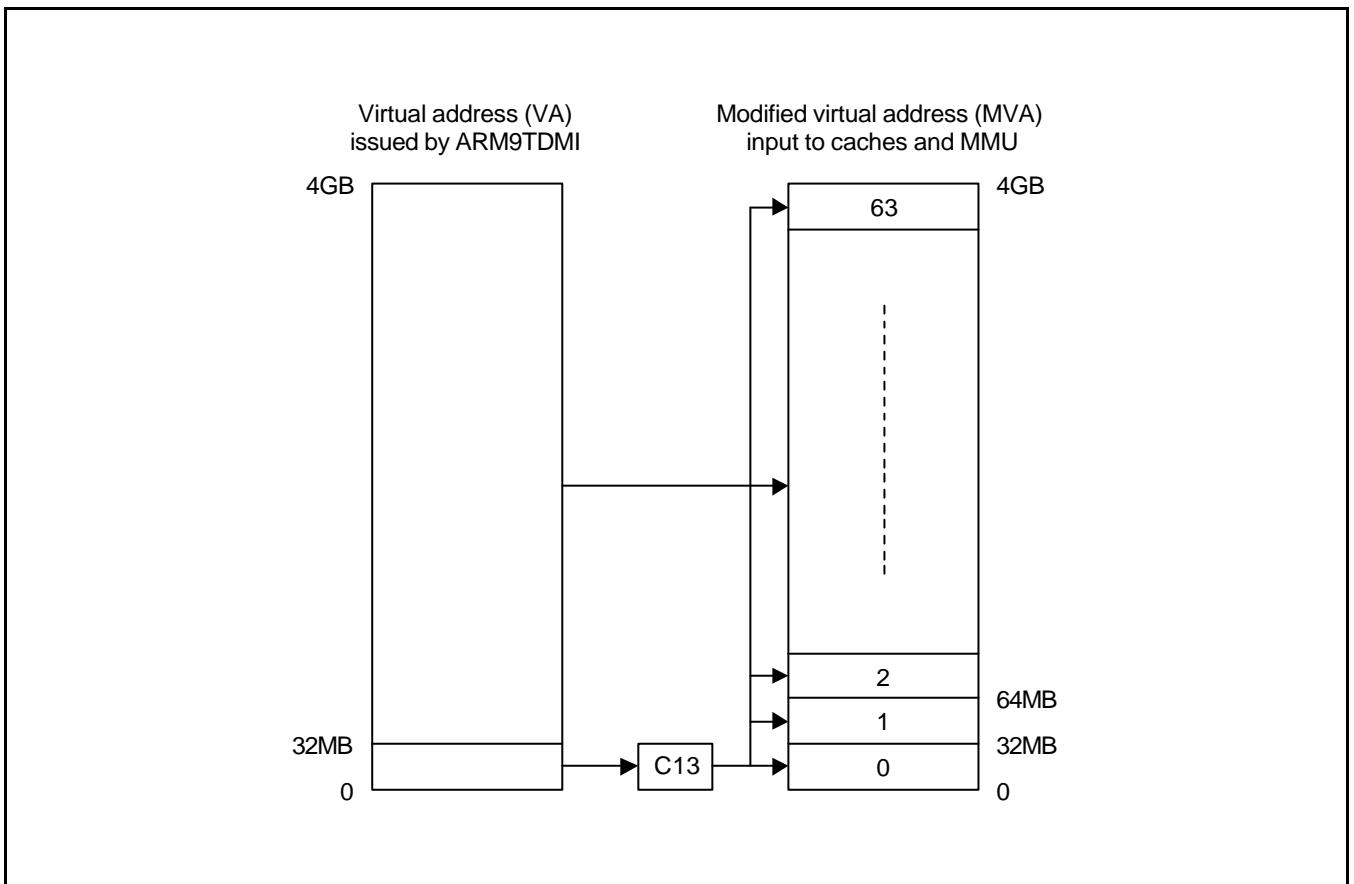 Virtual address (VA)
issued by ARM9TDMI
Modified virtual address (MVA)
input to caches and MMU
4GB
4GB
63
2
64MB
1
32MB
32MB
C13
0
0
0